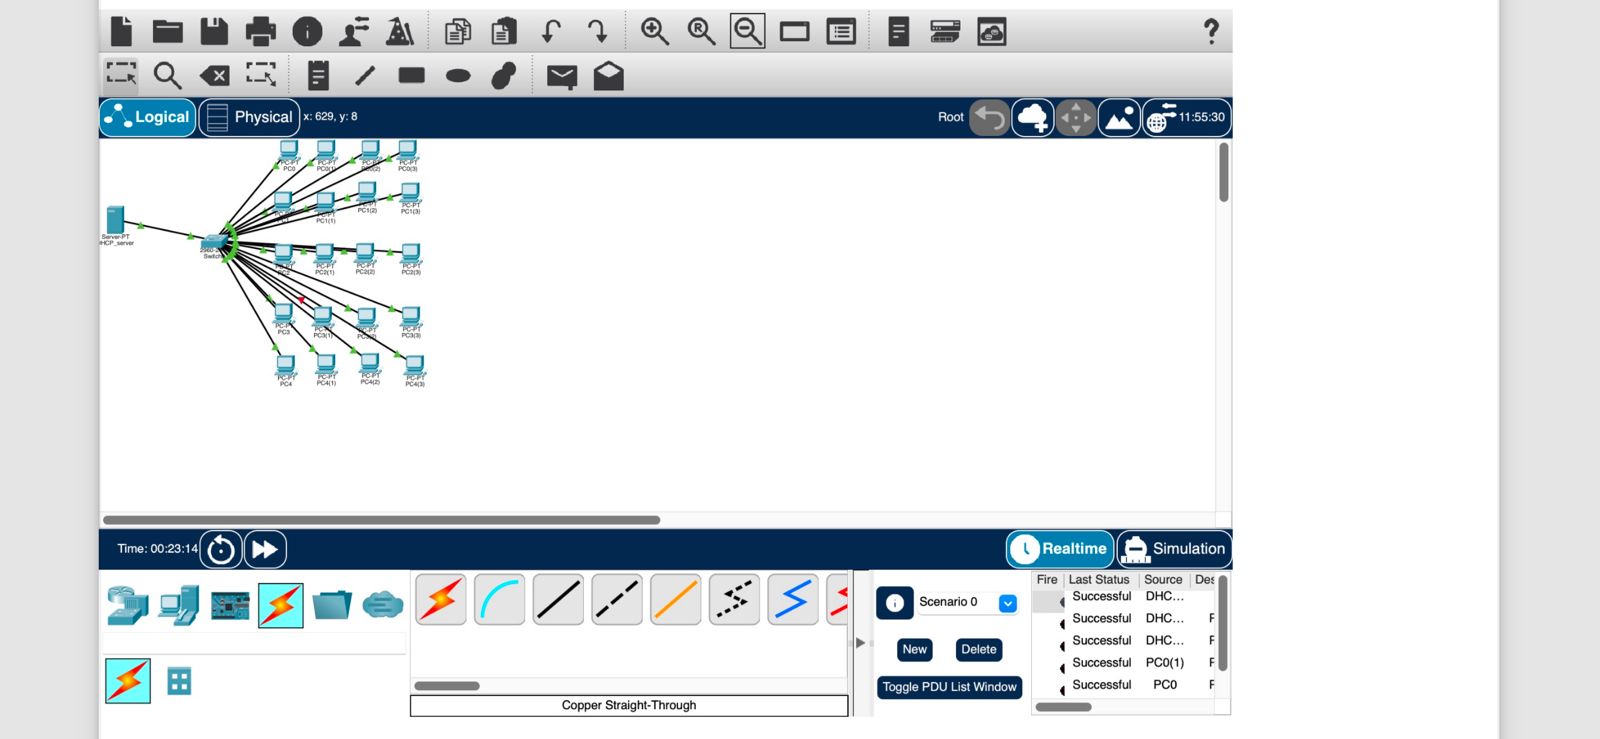 Logical
Physical
x: 629, y: 8
Root
11:55:30
PC-PT
PC0
PC-PT
PC0(1)
PC-PT
PC0(2)
PC-PT
PC0(3)
PC1
PC-PT
PC1(1)
PC-PT
PC1(2)
PC-PT
PC1(3)
Server-PT
HCP_server
Switch
PC-PT
PC2
PC-PT
PC2(1)
PC-PT
PC2(2)
PC-PT
PC2(3)
PC-PT
PC3
PC-PT
PC3(1)
PC-PT
PC-PT
PC3(3)
PC-PT
PC4
PC-PT
PC4(1)
PC-PT
PC4(2)
PC-PT
PC4(3)
Time: 00:23:14
Realtime
Simulation
Scenario 0
New
Delete
Toggle PDU List Window
Fire Last Status Source Des
Successful DHC...
Successful DHC... F
Successful DHC... F
Successful PC0(1) F
Successful PC0 F
Copper Straight-Through